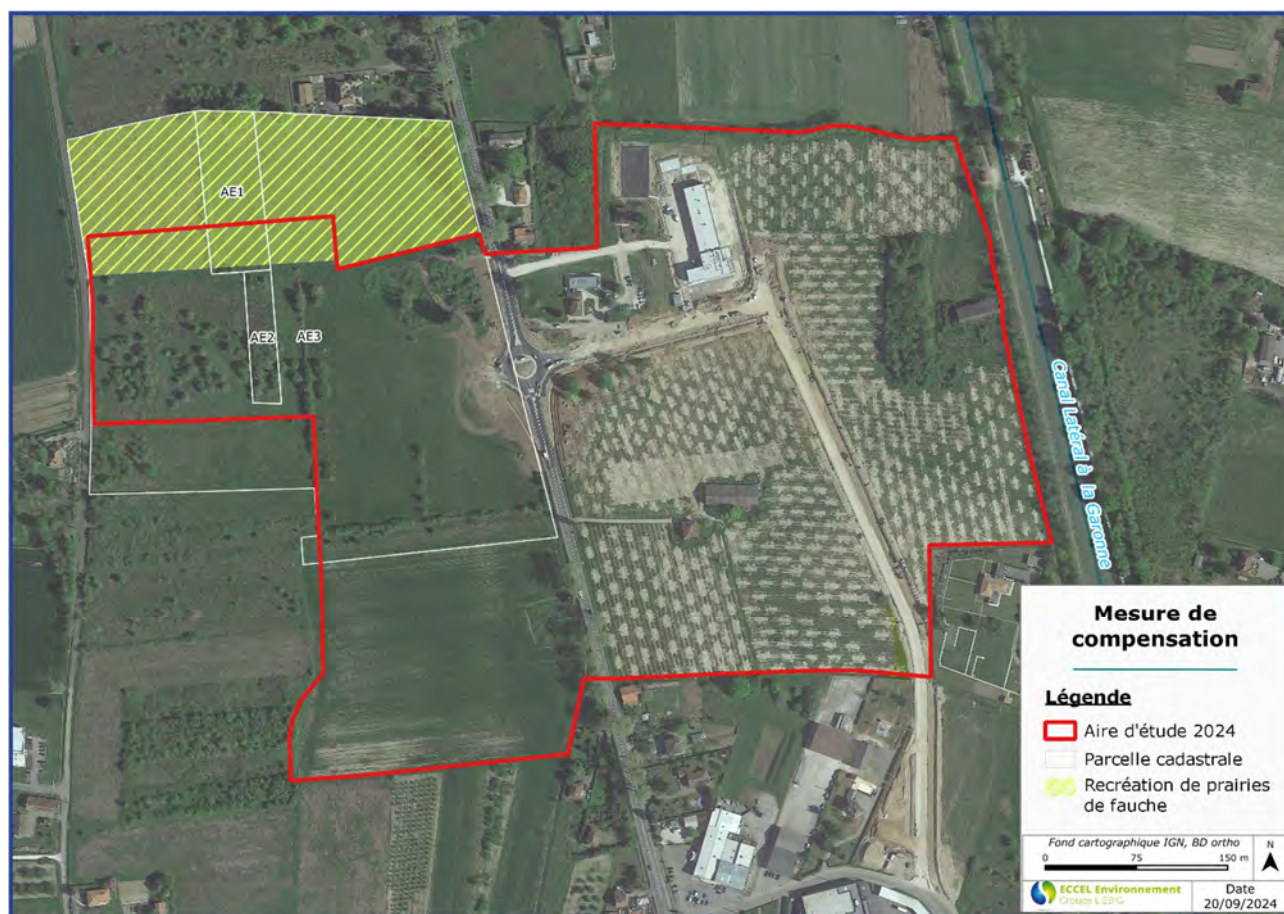 AE1
AE2
AE3
Canal Latéral à la Garonne
Mesure de
compensation
Légende
Aire d'étude 2024
Parcelle cadastrale
Recréation de prairies
de fauche
Fond cartographique IGN, BD ortho
0 75 150 m
N
ECCEL Environnement
Groupe
Date
20/09/2024